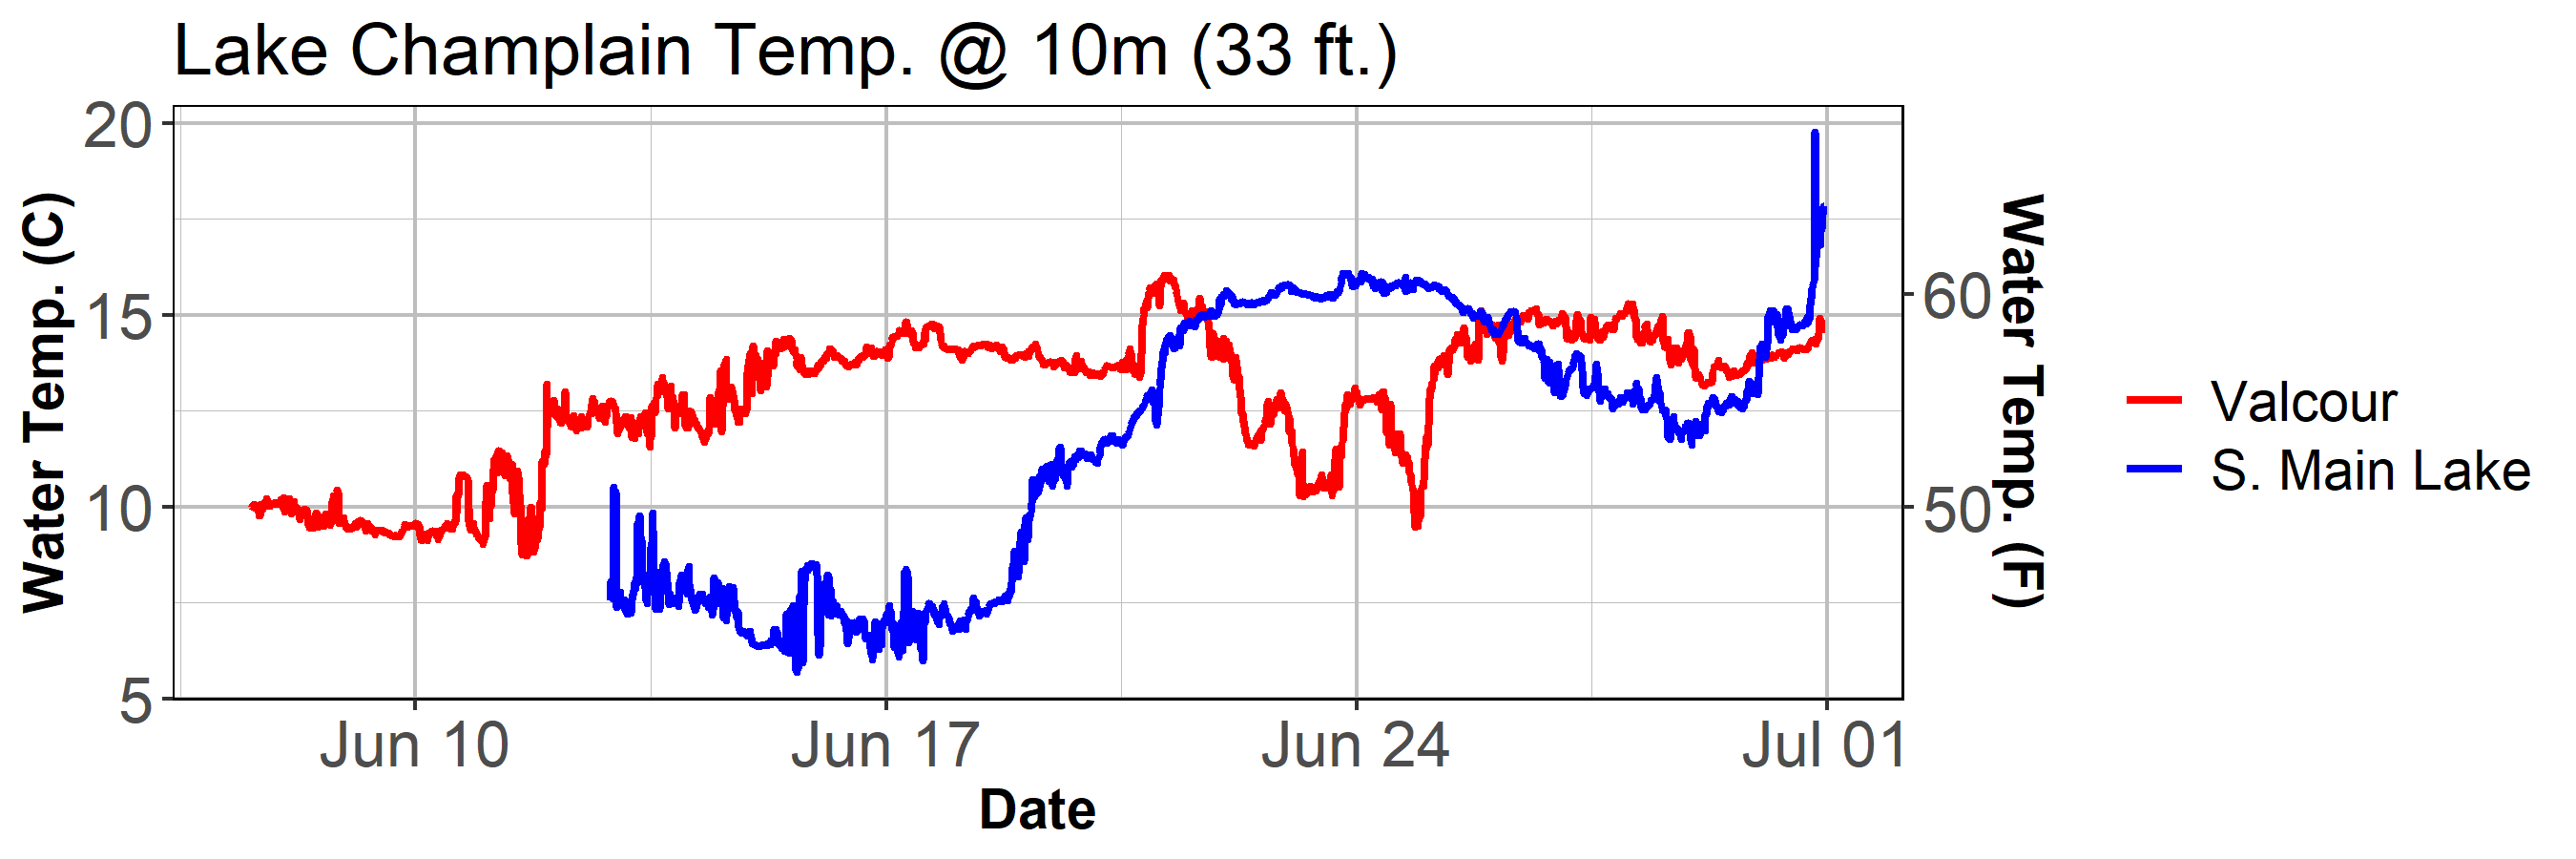 Lake Champlain Temp. @ 10m (33 ft.)
Water Temp. (C)
20
15
10
5
60
50
Water Temp. (F)
Jun 10
Jun 17
Jun 24
Jul 01
Date
Valcour
S. Main Lake